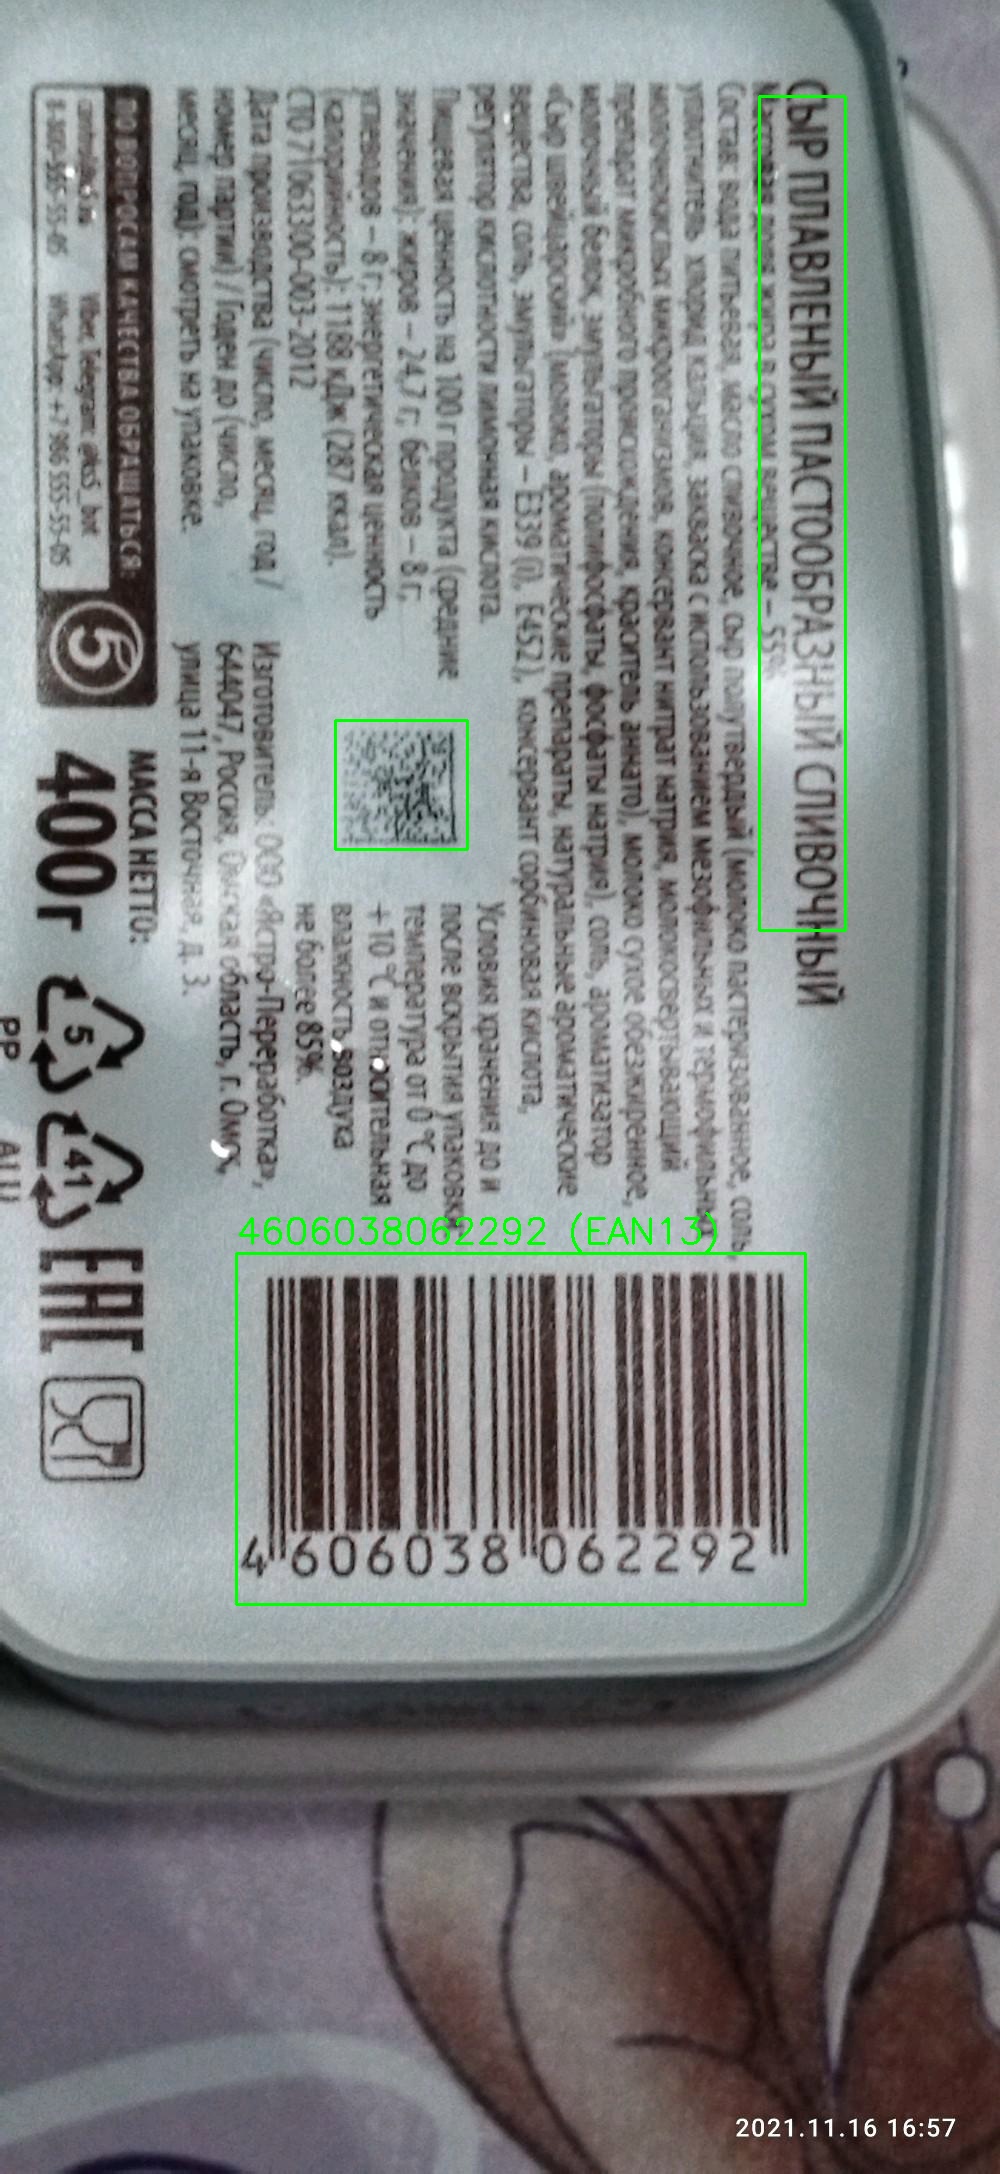 СЫР ПЛАВЛЕНЫЙ ПАСТООБРАЗНЫЙ СЛИВОЧНЫЙ
Массовая доля жира в сухом веществе – 55%
Состав: вода питьевая, масло сливочное, сыр полутвердый (молоко пастеризованное, соль,
уплотнитель хлорид кальция, закваска с использованием мезофильных и термофильных
молочнокислых микроорганизмов, консервант нитрат натрия, молокосвертывающий
препарат микробного происхождения, краситель аннато), молоко сухое обезжиренное,
молочный белок, эмульгаторы (полифосфаты, фосфаты натрия), соль, ароматизатор
«Сыр швейцарский» (молоко, ароматические препараты, натуральные ароматические
вещества, соль, эмульгаторы – E339 (i), E452), консервант сорбиновая кислота,
регулятор кислотности лимонная кислота.
Пищевая ценность на 100 г продукта (средние
значения): жиров – 24,7 г; белков – 8 г;
углеводов – 8 г; энергетическая ценность
(калорийность): 1188 кДж (287 ккал).
СТО 71063300-003-2012
Дата производства (число, месяц, год /
номер партии) / Годен до (число,
месяц, год): смотреть на упаковке.
Условия хранения до и
после вскрытия упаковки:
температура от 0 °C до
+10 °C и относительная
влажность воздуха
не более 85%.
Изготовитель: ООО «Ястро-Переработка»,
644047, Россия, Омская область, г. Омск,
улица 11-я Восточная, д. 3.
ПО ВОПРОСАМ КАЧЕСТВА ОБРАЩАТЬСЯ:
8-800-555-55-05
Viber, Telegram: @ks5_bot
WhatsApp: +7 966 555-55-05
5
МАССА НЕТТО:
400г
5
PP
41
ALU
EAC
4606038062292 (EAN13)
4 606038 062292
2021.11.16 16:57